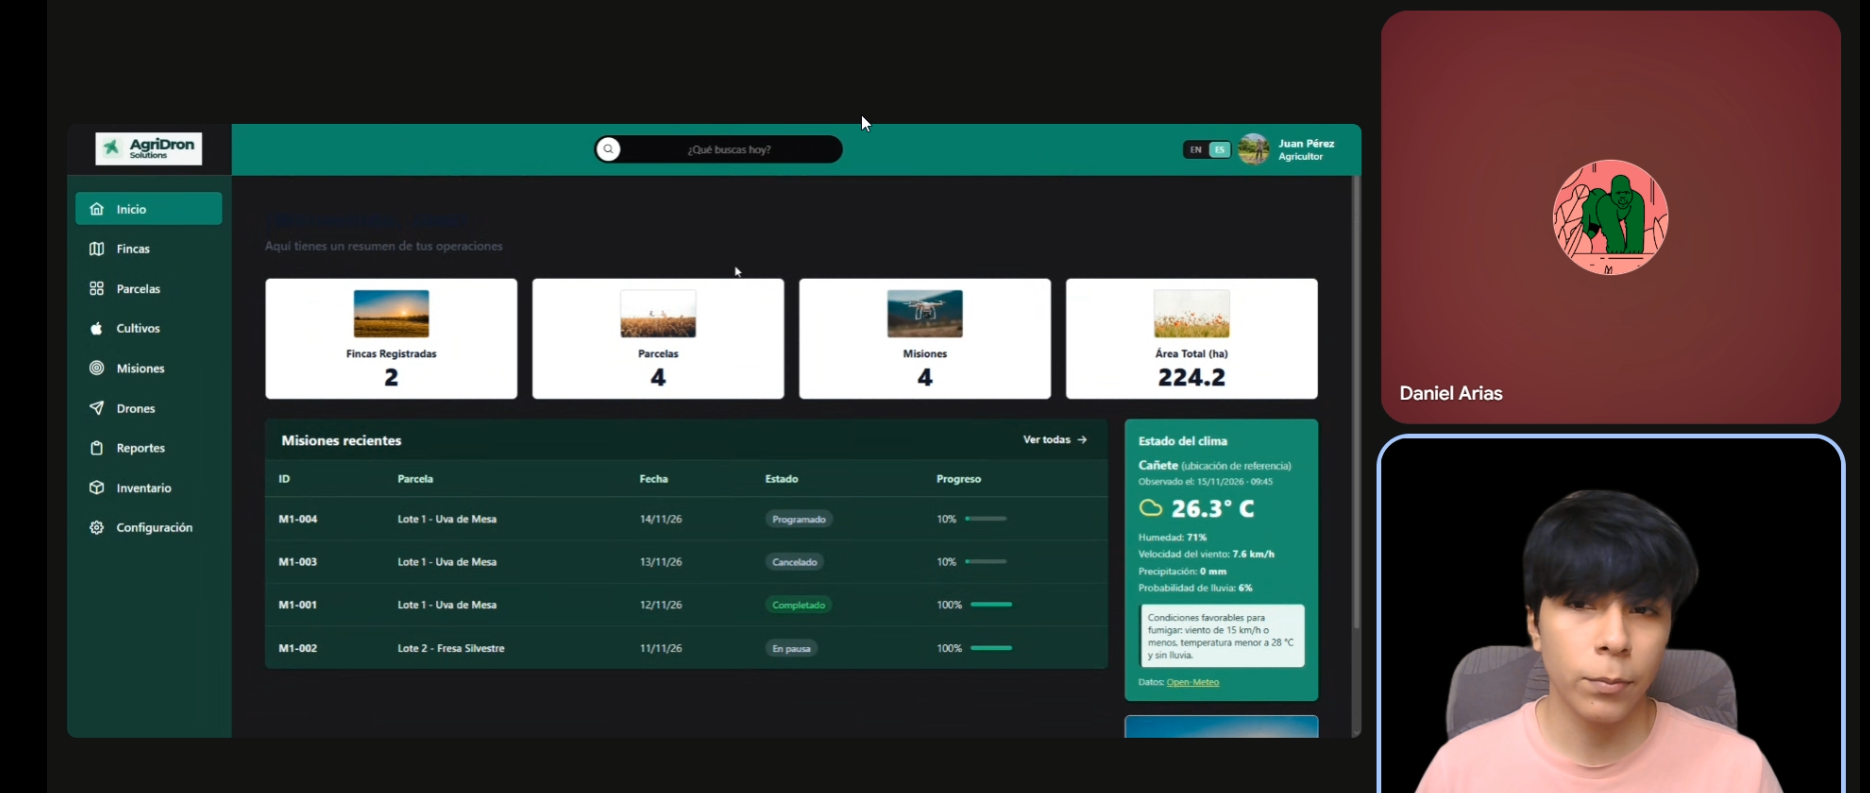 AgriDron
Solutions
¿Qué buscas hoy?
EN ES
Juan Pérez
Agricultor
Inicio
Fincas
Parcelas
Cultivos
Misiones
Drones
Reportes
Inventario
Configuración
Aquí tienes un resumen de tus operaciones
Fincas Registradas
2
Parcelas
4
Misiones
4
Área Total (ha)
224.2
Misiones recientes
Ver todas →
ID Parcela Fecha Estado Progreso
M1-004 Lote 1 - Uva de Mesa 14/11/26 Programado 10%
M1-003 Lote 1 - Uva de Mesa 13/11/26 Cancelado 10%
M1-001 Lote 1 - Uva de Mesa 12/11/26 Completado 100%
M1-002 Lote 2 - Fresa Silvestre 11/11/26 En pausa 100%
Estado del clima
Cañete (ubicación de referencia)
Observado el: 15/11/2026 - 09:45
26.3° C
Humedad: 71%
Velocidad del viento: 7.6 km/h
Precipitación: 0 mm
Probabilidad de lluvia: 6%
Condiciones favorables para
fumigar: viento de 15 km/h o
menos, temperatura menor a 28 °C
y sin lluvia.
Datos: Open-Meteo
Daniel Arias